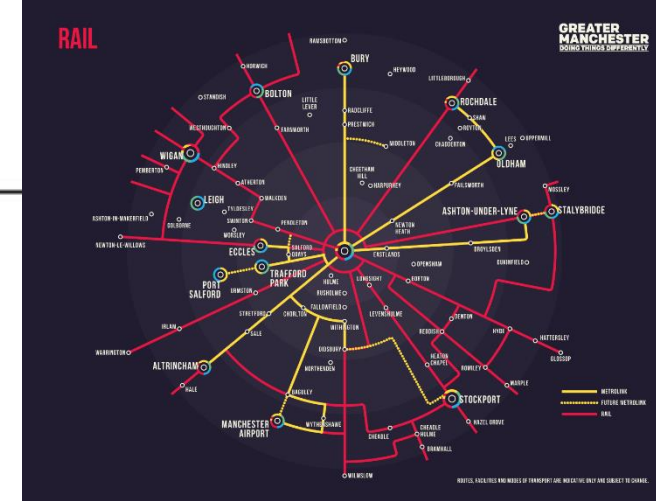 RAIL
GREATER
MANCHESTER
DOING THINGS DIFFERENTLY
RAMSBOTTOM
BURY
HEYWOOD
LITTLEBOROUGH
HORWICH
BOLTON
STANDISH
LITTLE
LEVER
RADCLIFFE
PRESTWICH
ROCHDALE
SHAW
ROYTON
WESTHOUGHTON
FARNWORTH
MIDDLETON
CHADDERTON
LEES
UPPERMILL
WIGAN
OLDHAM
PEMBERTON
HINDLEY
ATHERTON
CHEETHAM
HILL
HARPURHEY
FAILSWORTH
MOSSLEY
LEIGH
WALKDEN
TYLDESLEY
SWINTON
PENDLETON
ASHTON-UNDER-LYNE
STALYBRIDGE
ASHTON-IN-MAKERFIELD
GOLBORNE
WORSLEY
NEWTON
HEATH
NEWTON-LE-WILLOWS
ECCLES
SALFORD
QUAYS
EASTLANDS
DROYLSDEN
OPENSHAW
DUKINFIELD
TRAFFORD
PARK
PORT
SALFORD
HULME
LONGSIGHT
GORTON
URMSTON
RUSHOLME
FALLOWFIELD
STRETFORD
CHORLTON
LEVENSHULME
DENTON
IRLAM
SALE
WITHINGTON
REDDISH
HYDE
HATTERSLEY
WARRINGTON
DIDSBURY
HEATON
CHAPEL
GLOSSOP
ALTRINCHAM
NORTHENDEN
ROMILEY
HALE
MARPLE
BAGULEY
STOCKPORT
METROLINK
FUTURE METROLINK
RAIL
MANCHESTER
AIRPORT
WYTHENSHAWE
HAZEL GROVE
CHEADLE
CHEADLE
HULME
BRAMHALL
WILMSLOW
ROUTES, FACILITIES AND MODES OF TRANSPORT ARE INDICATIVE ONLY AND SUBJECT TO CHANGE.